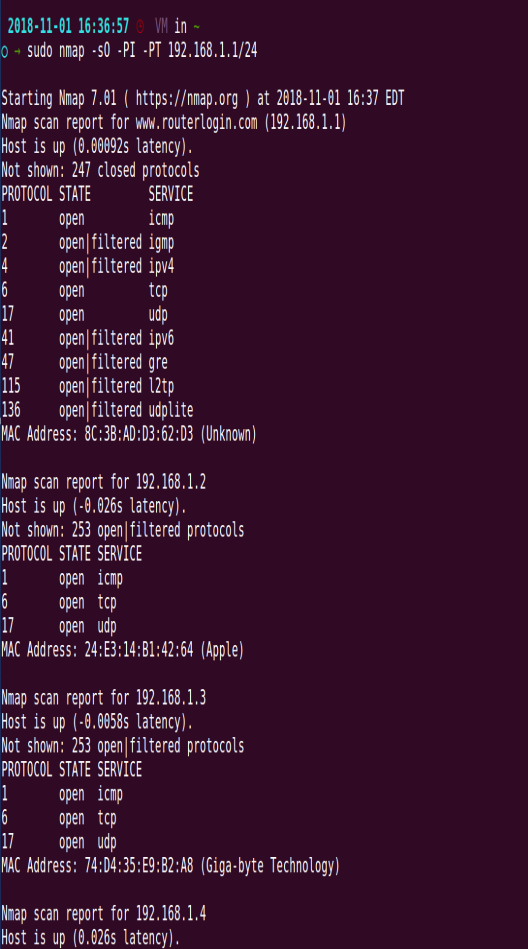 2018-11-01 16:36:57 VM in ~
→ sudo nmap -sO -PI -PT 192.168.1.1/24
Starting Nmap 7.01 ( https://nmap.org ) at 2018-11-01 16:37 EDT
Nmap scan report for www.routerlogin.com (192.168.1.1)
Host is up (0.00092s latency).
Not shown: 247 closed protocols
PROTOCOL STATE SERVICE
1 open icmp
2 open|filtered igmp
4 open|filtered ipv4
6 open tcp
17 open udp
41 open|filtered ipv6
47 open|filtered gre
115 open|filtered l2tp
136 open|filtered udplite
MAC Address: 8C:3B:AD:D3:62:D3 (Unknown)
Nmap scan report for 192.168.1.2
Host is up (-0.026s latency).
Not shown: 253 open|filtered protocols
PROTOCOL STATE SERVICE
1 open icmp
6 open tcp
17 open udp
MAC Address: 24:E3:14:B1:42:64 (Apple)
Nmap scan report for 192.168.1.3
Host is up (-0.0058s latency).
Not shown: 253 open|filtered protocols
PROTOCOL STATE SERVICE
1 open icmp
6 open tcp
17 open udp
MAC Address: 74:D4:35:E9:B2:A8 (Giga-byte Technology)
Nmap scan report for 192.168.1.4
Host is up (0.026s latency).